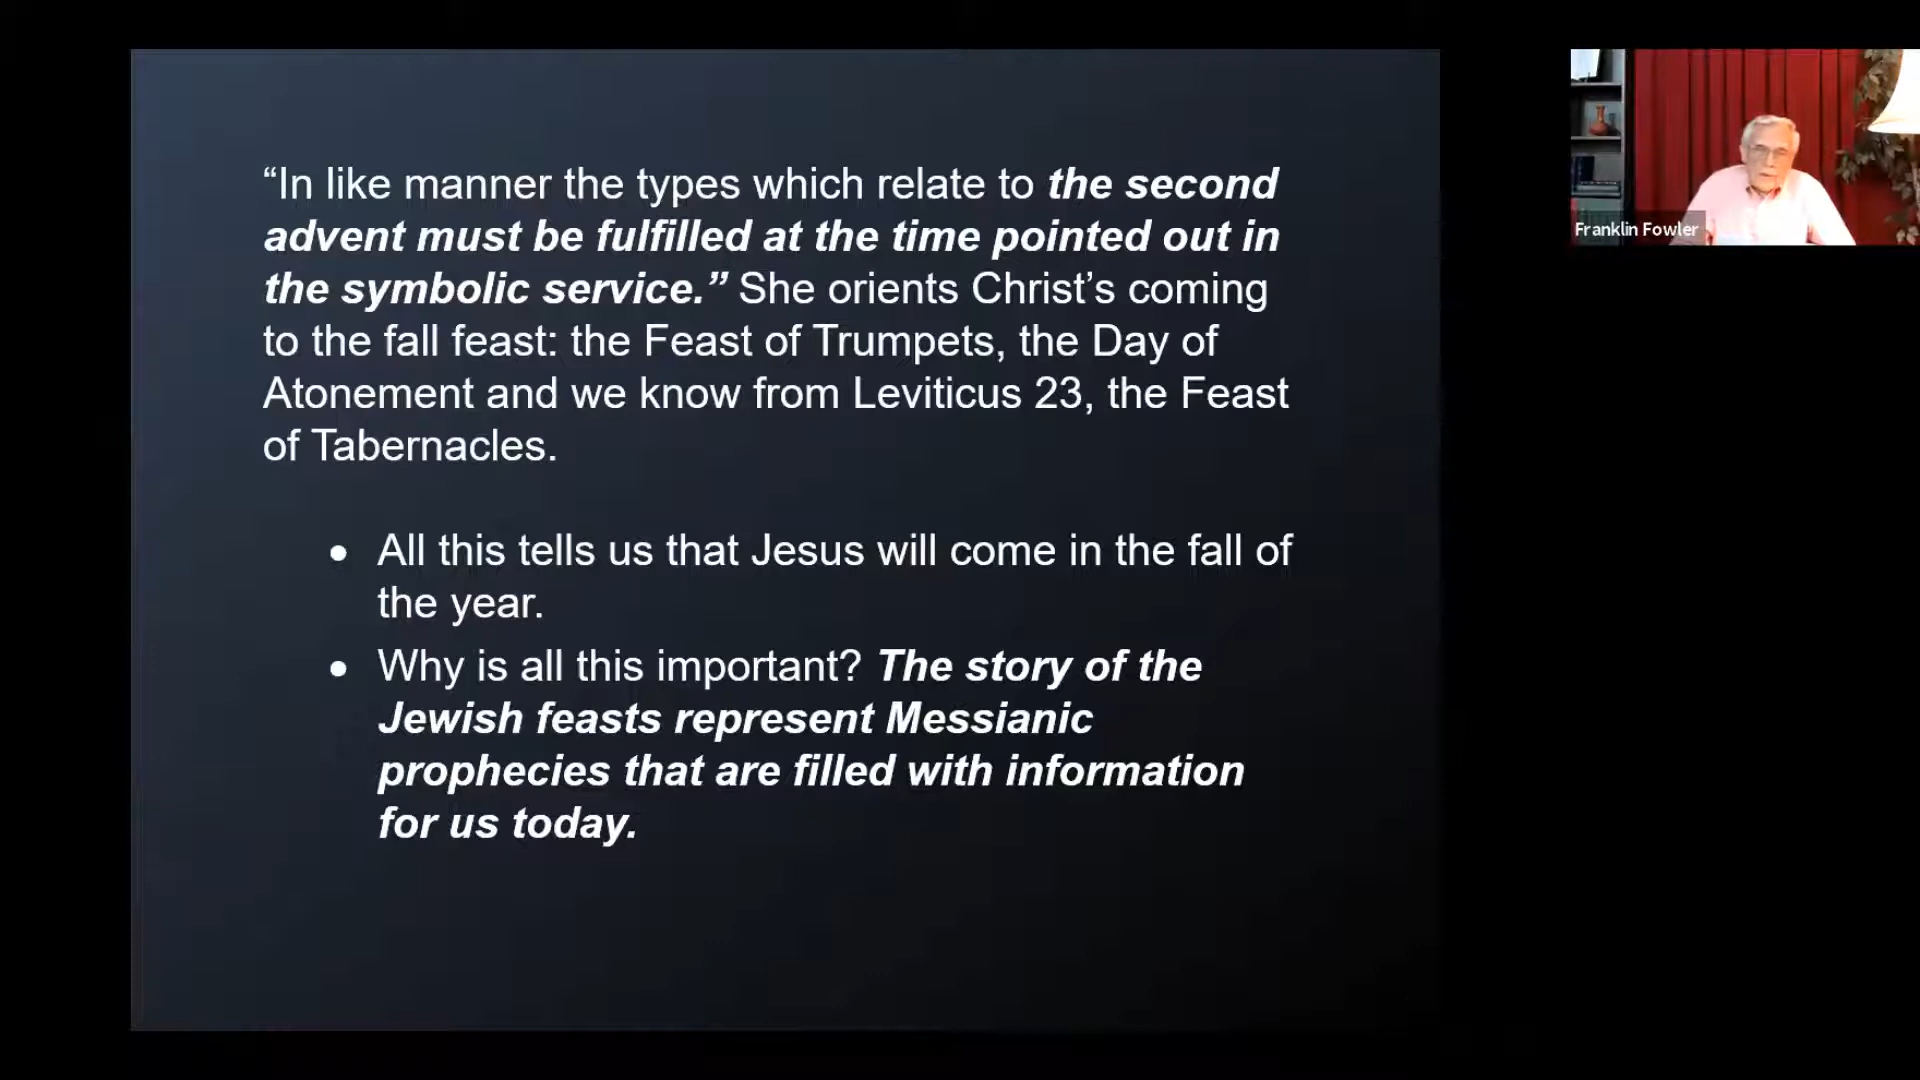 “In like manner the types which relate to the second
advent must be fulfilled at the time pointed out in
the symbolic service.” She orients Christ’s coming
to the fall feast: the Feast of Trumpets, the Day of
Atonement and we know from Leviticus 23, the Feast
of Tabernacles.
● All this tells us that Jesus will come in the fall of
the year.
● Why is all this important? The story of the
Jewish feasts represent Messianic
prophecies that are filled with information
for us today.
Franklin Fowler